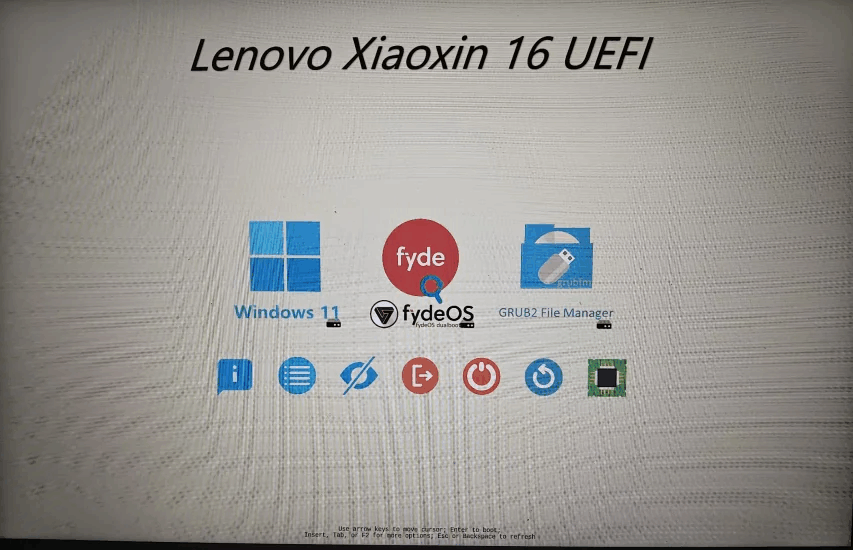 Lenovo Xiaoxin 16 UEFI
fyde
Windows 11
fydeOS
fydeOS dualboot
GRUB2 File Manager
Use arrow keys to move cursor; Enter to boot;
Insert, Tab, or F2 for more options; Esc or Backspace to refresh